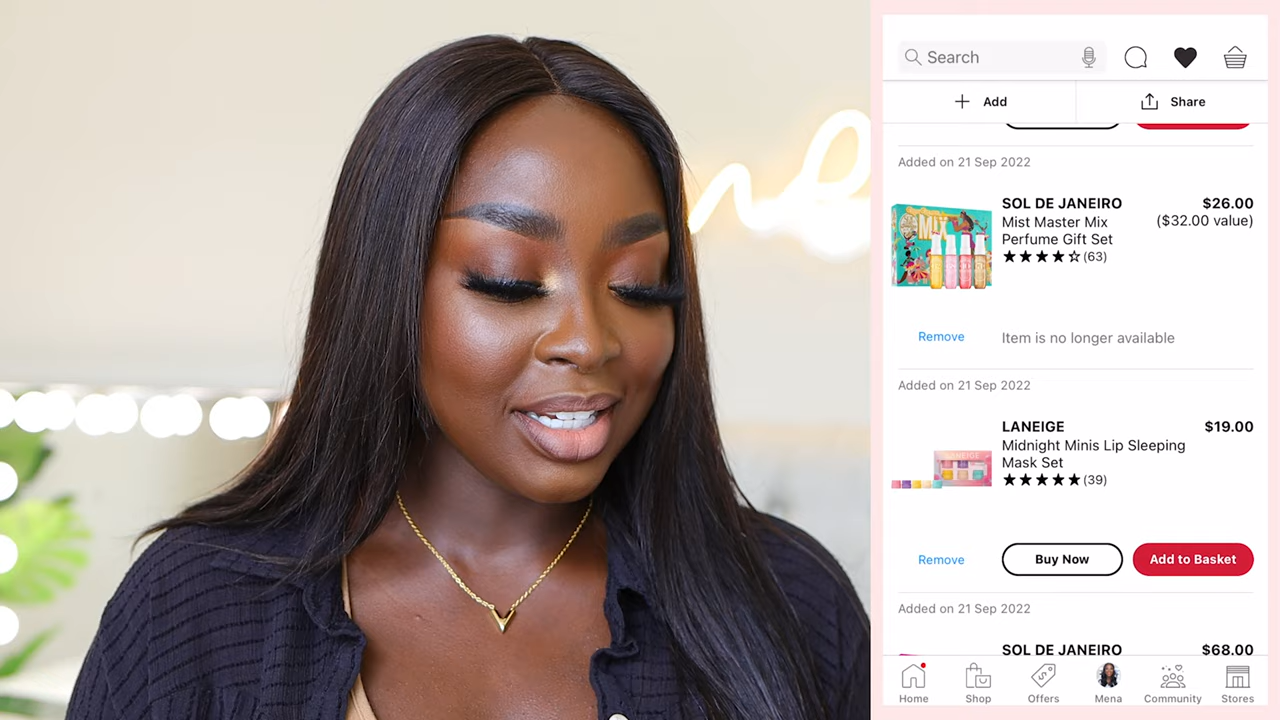 Search
Add
Share
Added on 21 Sep 2022
SOL DE JANEIRO
$26.00
Mist Master Mix
($32.00 value)
Perfume Gift Set
(63)
MIX
Remove
Item is no longer available
Added on 21 Sep 2022
LANEIGE
$19.00
Midnight Minis Lip Sleeping
Mask Set
(39)
LANEIGE
Remove
Buy Now
Add to Basket
Added on 21 Sep 2022
SOL DE JANEIRO
$68.00
Home
Shop
Offers
Mena
Community
Stores